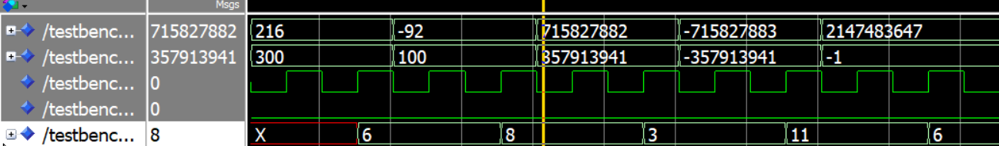 Msgs
/testbenc... 715827882 216 -92 715827882 -715827883 2147483647
/testbenc... 357913941 300 100 357913941 -357913941 -1
/testbenc... 0
/testbenc... 0
/testbenc... 8 X 6 8 3 11 6